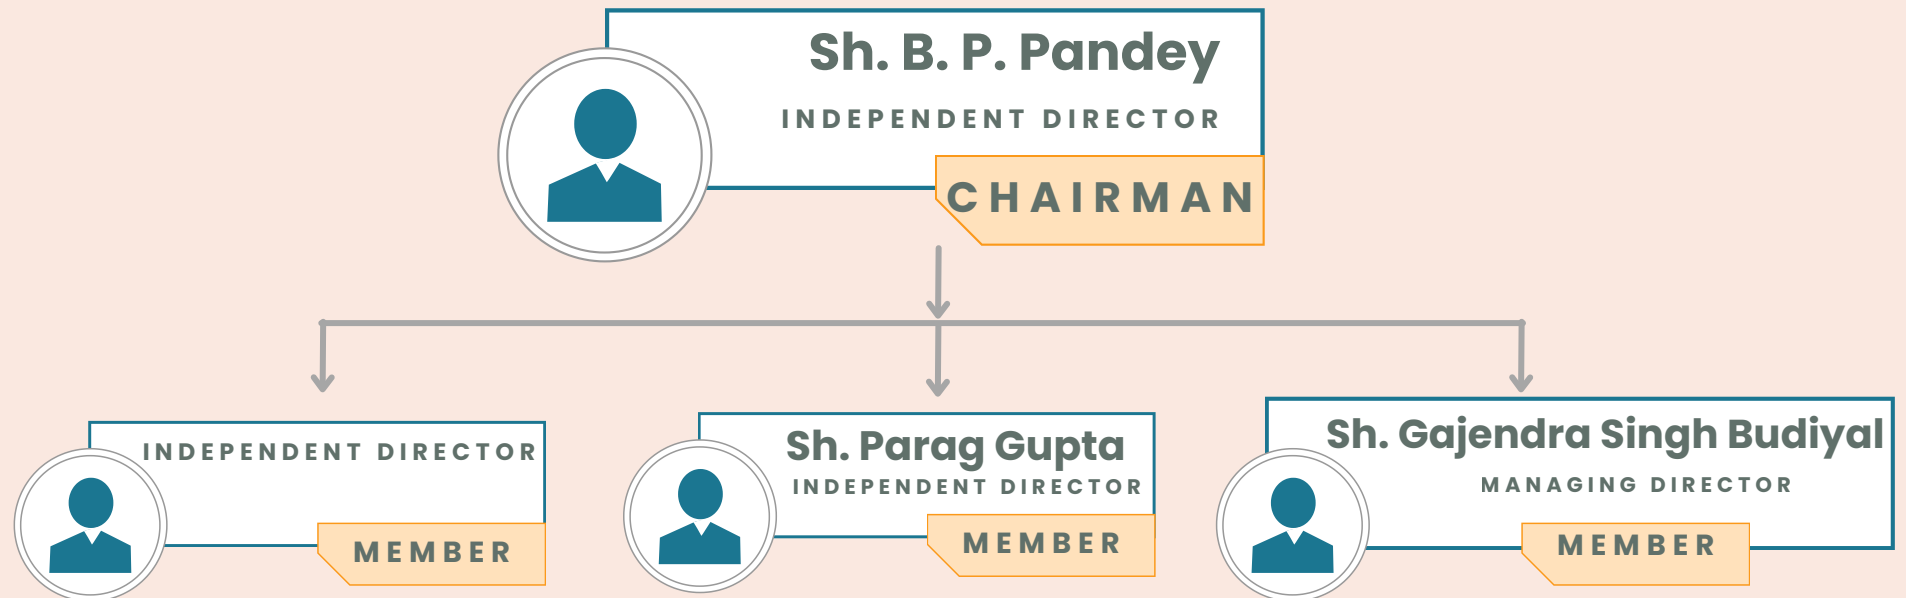 Sh. B. P. Pandey
INDEPENDENT DIRECTOR
CHAIRMAN
INDEPENDENT DIRECTOR
MEMBER
Sh. Parag Gupta
INDEPENDENT DIRECTOR
MEMBER
Sh. Gajendra Singh Budiyal
MANAGING DIRECTOR
MEMBER